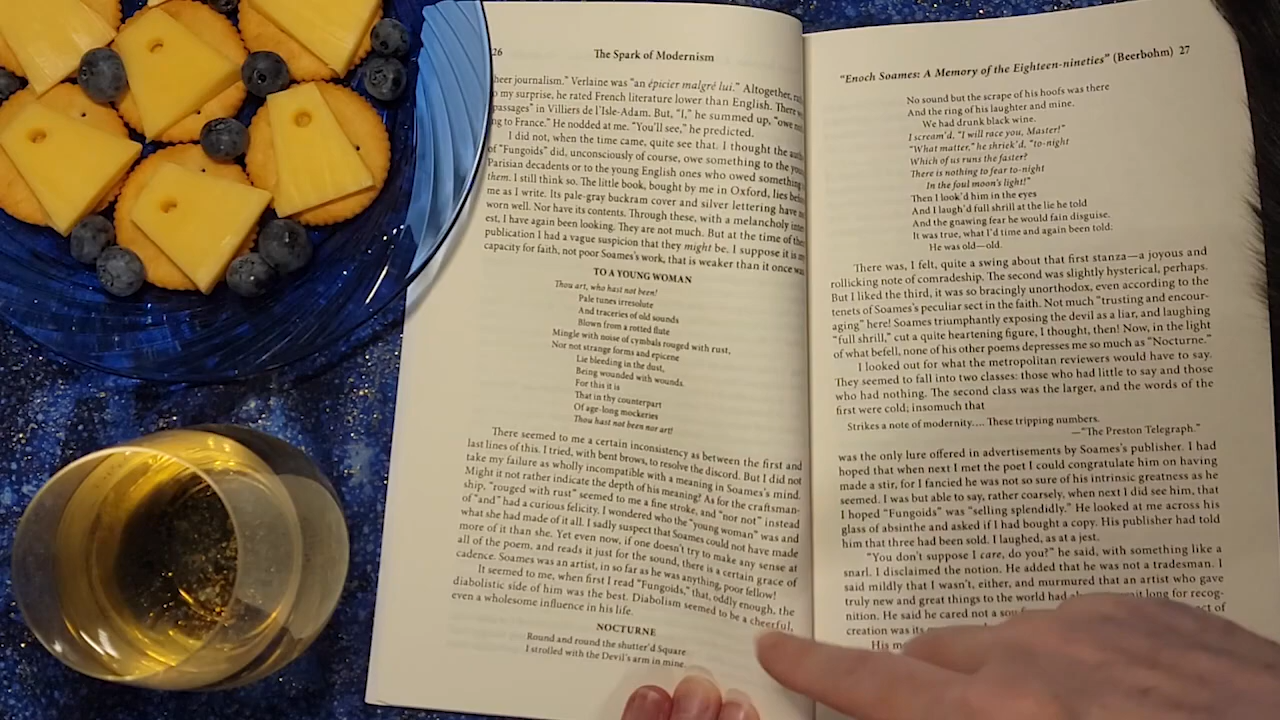 26 The Spark of Modernism
heer journalism.” Verlaine was “an épicier malgré lui.” Altogether,
o my surprise, he rated French literature lower than English. There
passages” in Villiers de l’Isle-Adam. But, “I,” he summed up, “owe
ng to France.” He nodded at me. “You’ll see,” he predicted.
I did not, when the time came, quite see that. I thought the
of “Fungoids” did, unconsciously of course, owe something to the
Parisian decadents or to the young English ones who owed something
them. I still think so. The little book, bought by me in Oxford, lies
me as I write. Its pale-gray buckram cover and silver lettering have
worn well. Nor have its contents. Through these, with a melancholy
est, I have again been looking. They are not much. But at the time of
publication I had a vague suspicion that they might be. I suppose it is
capacity for faith, not poor Soames’s work, that is weaker than it once
TO A YOUNG WOMAN
Thou art, who hast not been!
Pale tunes irresolute
And traceries of old sounds
Blown from a rotted flute
Mingle with noise of cymbals rouged with rust,
Nor not strange forms and epicene
Lie bleeding in the dust,
Being wounded with wounds.
For this it is
That in thy counterpart
Of age-long mockeries
Thou hast not been nor art!
There seemed to me a certain inconsistency as between the first and
last lines of this. I tried, with bent brows, to resolve the discord. But I did not
take my failure as wholly incompatible with a meaning in Soames’s mind.
Might it not rather indicate the depth of his meaning? As for the craftsman-
ship, “rouged with rust” seemed to me a fine stroke, and “nor not” instead
of “and” had a curious felicity. I wondered who the “young woman” was and
what she had made of it all. I sadly suspect that Soames could not have made
more of it than she. Yet even now, if one doesn’t try to make any sense at
all of the poem, and reads it just for the sound, there is a certain grace of
cadence. Soames was an artist, in so far as he was anything, poor fellow!
It seemed to me, when first I read “Fungoids,” that, oddly enough, the
diabolistic side of him was the best. Diabolism seemed to be a cheerful,
even a wholesome influence in his life.
NOCTURNE
Round and round the shutter’d Square
I strolled with the Devil’s arm in mine.
“Enoch Soames: A Memory of the Eighteen-nineties” (Beerbohm) 27
No sound but the scrape of his hoofs was there
And the ring of his laughter and mine.
We had drunk black wine.
I scream’d, “I will race you, Master!”
“What matter,” he shriek’d, “to-night
Which of us runs the faster?
There is nothing to fear to-night
In the foul moon’s light!”
Then I look’d him in the eyes
And I laugh’d full shrill at the lie he told
And the gnawing fear he would fain disguise.
It was true, what I’d time and again been told:
He was old—old.
There was, I felt, quite a swing about that first stanza—a joyous and
rollicking note of comradeship. The second was slightly hysterical, perhaps.
But I liked the third, it was so bracingly unorthodox, even according to the
tenets of Soames’s peculiar sect in the faith. Not much “trusting and encour-
aging” here! Soames triumphantly exposing the devil as a liar, and laughing
“full shrill,” cut a quite heartening figure, I thought, then! Now, in the light
of what befell, none of his other poems depresses me so much as “Nocturne.”
I looked out for what the metropolitan reviewers would have to say.
They seemed to fall into two classes: those who had little to say and those
who had nothing. The second class was the larger, and the words of the
first were cold; insomuch that
Strikes a note of modernity.... These tripping numbers.
—“The Preston Telegraph.”
was the only lure offered in advertisements by Soames’s publisher. I had
hoped that when next I met the poet I could congratulate him on having
made a stir, for I fancied he was not so sure of his intrinsic greatness as he
seemed. I was but able to say, rather coarsely, when next I did see him, that
I hoped “Fungoids” was “selling splendidly.” He looked at me across his
glass of absinthe and asked if I had bought a copy. His publisher had told
him that three had been sold. I laughed, as at a jest.
“You don’t suppose I care, do you?” he said, with something like a
snarl. I disclaimed the notion. He added that he was not a tradesman. I
said mildly that I wasn’t, either, and murmured that an artist who gave
truly new and great things to the world had long for recog-
nition. He said he cared not a of
creation was its
His